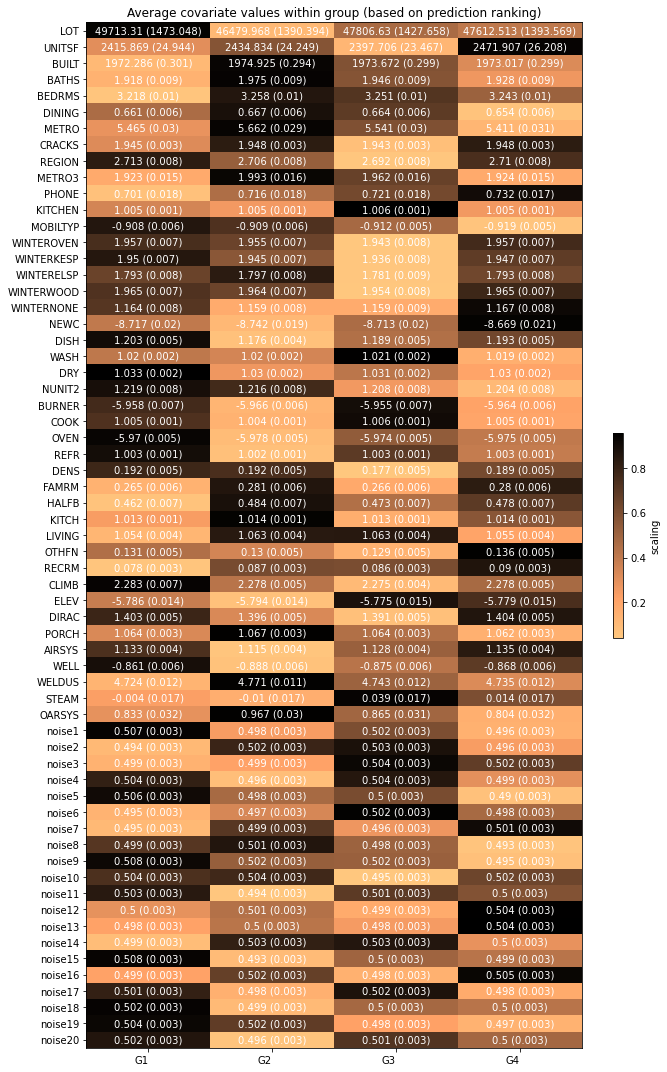 Average covariate values within group (based on prediction ranking)
LOT 49713.31 (1473.048) 46479.968 (1390.394) 47806.63 (1427.658) 47612.513 (1393.569)
UNITSF 2415.869 (24.944) 2434.834 (24.249) 2397.706 (23.467) 2471.907 (26.208)
BUILT 1972.286 (0.301) 1974.925 (0.294) 1973.672 (0.299) 1973.017 (0.299)
BATHS 1.918 (0.009) 1.975 (0.009) 1.946 (0.009) 1.928 (0.009)
BEDRMS 3.218 (0.01) 3.258 (0.01) 3.251 (0.01) 3.243 (0.01)
DINING 0.661 (0.006) 0.667 (0.006) 0.664 (0.006) 0.654 (0.006)
METRO 5.465 (0.03) 5.662 (0.029) 5.541 (0.03) 5.411 (0.031)
CRACKS 1.945 (0.003) 1.948 (0.003) 1.943 (0.003) 1.948 (0.003)
REGION 2.713 (0.008) 2.706 (0.008) 2.692 (0.008) 2.71 (0.008)
METRO3 1.923 (0.015) 1.993 (0.016) 1.962 (0.016) 1.924 (0.015)
PHONE 0.701 (0.018) 0.716 (0.018) 0.721 (0.018) 0.732 (0.017)
KITCHEN 1.005 (0.001) 1.005 (0.001) 1.006 (0.001) 1.005 (0.001)
MOBILTYP -0.908 (0.006) -0.909 (0.006) -0.912 (0.005) -0.919 (0.005)
WINTEROVEN 1.957 (0.007) 1.955 (0.007) 1.943 (0.008) 1.957 (0.007)
WINTERKESP 1.95 (0.007) 1.945 (0.007) 1.936 (0.008) 1.947 (0.007)
WINTERELSP 1.793 (0.008) 1.797 (0.008) 1.781 (0.009) 1.793 (0.008)
WINTERWOOD 1.965 (0.007) 1.964 (0.007) 1.954 (0.008) 1.965 (0.007)
WINTERNONE 1.164 (0.008) 1.159 (0.008) 1.159 (0.009) 1.167 (0.008)
NEWC -8.717 (0.02) -8.742 (0.019) -8.713 (0.02) -8.669 (0.021)
DISH 1.203 (0.005) 1.176 (0.004) 1.189 (0.005) 1.193 (0.005)
WASH 1.02 (0.002) 1.02 (0.002) 1.021 (0.002) 1.019 (0.002)
DRY 1.033 (0.002) 1.03 (0.002) 1.031 (0.002) 1.03 (0.002)
NUNIT2 1.219 (0.008) 1.216 (0.008) 1.208 (0.008) 1.204 (0.008)
BURNER -5.958 (0.007) -5.966 (0.006) -5.955 (0.007) -5.964 (0.006)
COOK 1.005 (0.001) 1.004 (0.001) 1.006 (0.001) 1.005 (0.001)
OVEN -5.97 (0.005) -5.978 (0.005) -5.974 (0.005) -5.975 (0.005)
REFR 1.003 (0.001) 1.002 (0.001) 1.003 (0.001) 1.003 (0.001)
DENS 0.192 (0.005) 0.192 (0.005) 0.177 (0.005) 0.189 (0.005)
FAMRM 0.265 (0.006) 0.281 (0.006) 0.266 (0.006) 0.28 (0.006)
HALFB 0.462 (0.007) 0.484 (0.007) 0.473 (0.007) 0.478 (0.007)
KITCH 1.013 (0.001) 1.014 (0.001) 1.013 (0.001) 1.014 (0.001)
LIVING 1.054 (0.004) 1.063 (0.004) 1.063 (0.004) 1.055 (0.004)
OTHFN 0.131 (0.005) 0.13 (0.005) 0.129 (0.005) 0.136 (0.005)
RECRM 0.078 (0.003) 0.087 (0.003) 0.086 (0.003) 0.09 (0.003)
CLIMB 2.283 (0.007) 2.278 (0.005) 2.275 (0.004) 2.278 (0.005)
ELEV -5.786 (0.014) -5.794 (0.014) -5.775 (0.015) -5.779 (0.015)
DIRAC 1.403 (0.005) 1.396 (0.005) 1.391 (0.005) 1.404 (0.005)
PORCH 1.064 (0.003) 1.067 (0.003) 1.064 (0.003) 1.062 (0.003)
AIRSYS 1.133 (0.004) 1.115 (0.004) 1.128 (0.004) 1.135 (0.004)
WELL -0.861 (0.006) -0.888 (0.006) -0.875 (0.006) -0.868 (0.006)
WELDUS 4.724 (0.012) 4.771 (0.011) 4.743 (0.012) 4.735 (0.012)
STEAM -0.004 (0.017) -0.01 (0.017) 0.039 (0.017) 0.014 (0.017)
OARSYS 0.833 (0.032) 0.967 (0.03) 0.865 (0.031) 0.804 (0.032)
noise1 0.507 (0.003) 0.498 (0.003) 0.502 (0.003) 0.496 (0.003)
noise2 0.494 (0.003) 0.502 (0.003) 0.503 (0.003) 0.496 (0.003)
noise3 0.499 (0.003) 0.499 (0.003) 0.504 (0.003) 0.502 (0.003)
noise4 0.504 (0.003) 0.496 (0.003) 0.504 (0.003) 0.499 (0.003)
noise5 0.506 (0.003) 0.498 (0.003) 0.5 (0.003) 0.49 (0.003)
noise6 0.495 (0.003) 0.497 (0.003) 0.502 (0.003) 0.498 (0.003)
noise7 0.495 (0.003) 0.499 (0.003) 0.496 (0.003) 0.501 (0.003)
noise8 0.499 (0.003) 0.501 (0.003) 0.498 (0.003) 0.493 (0.003)
noise9 0.508 (0.003) 0.502 (0.003) 0.502 (0.003) 0.495 (0.003)
noise10 0.504 (0.003) 0.504 (0.003) 0.495 (0.003) 0.502 (0.003)
noise11 0.503 (0.003) 0.494 (0.003) 0.501 (0.003) 0.5 (0.003)
noise12 0.5 (0.003) 0.501 (0.003) 0.499 (0.003) 0.504 (0.003)
noise13 0.498 (0.003) 0.5 (0.003) 0.498 (0.003) 0.504 (0.003)
noise14 0.499 (0.003) 0.503 (0.003) 0.503 (0.003) 0.5 (0.003)
noise15 0.508 (0.003) 0.493 (0.003) 0.5 (0.003) 0.499 (0.003)
noise16 0.499 (0.003) 0.502 (0.003) 0.498 (0.003) 0.505 (0.003)
noise17 0.501 (0.003) 0.498 (0.003) 0.502 (0.003) 0.498 (0.003)
noise18 0.502 (0.003) 0.499 (0.003) 0.5 (0.003) 0.5 (0.003)
noise19 0.504 (0.003) 0.502 (0.003) 0.498 (0.003) 0.497 (0.003)
noise20 0.502 (0.003) 0.496 (0.003) 0.501 (0.003) 0.5 (0.003)
G1 G2 G3 G4
0.8
0.6
0.4
0.2
scaling